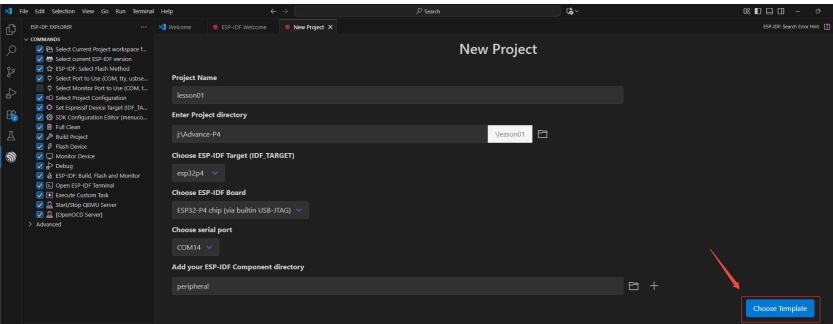 File Edit Selection View Go Run Terminal Help
Search
ESP-IDF: EXPLORER
Welcome
ESP-IDF Welcome
New Project
ESP-IDF: Search Error Hint
COMMANDS
Select Current Project workspace f...
Select current ESP-IDF version
ESP-IDF: Select Flash Method
Select Port to Use (COM, tty, usbse...
Select Monitor Port to Use (COM, t...
Select Project Configuration
Set Espressif Device Target (IDF_TA...
SDK Configuration Editor (menuco...
Full Clean
Build Project
Flash Device
Monitor Device
Debug
ESP-IDF: Build, Flash and Monitor
Open ESP-IDF Terminal
Execute Custom Task
Start/Stop QEMU Server
[OpenOCD Server]
Advanced
New Project
Project Name
lesson01
Enter Project directory
j:\Advance-P4
\lesson01
Choose ESP-IDF Target (IDF_TARGET)
esp32p4
Choose ESP-IDF Board
ESP32-P4 chip (via builtin USB-JTAG)
Choose serial port
COM14
Add your ESP-IDF Component directory
peripheral
Choose Template